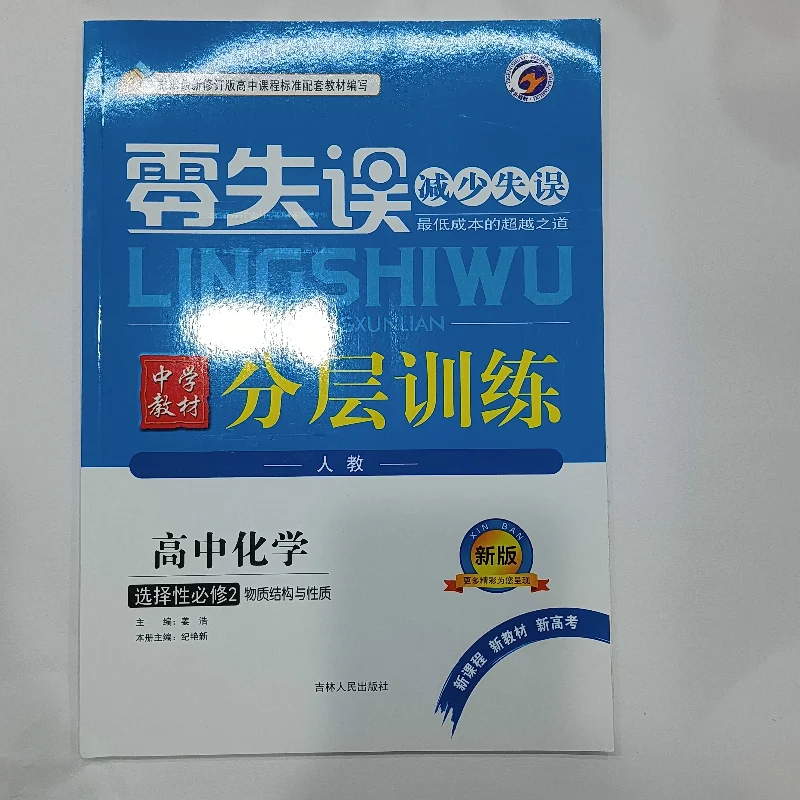 新修订版高中课程标准配套教材编写
零失误
减少失误
最低成本的超越之道
LINGSHIWU
XUNLIAN
中学教材
分层训练
人教
高中化学
XIN BAN
新版
更多精彩为您呈现
选择性必修2 物质结构与性质
主 编:姜 浩
本册主编:纪艳新
新课程 新教材 新高考
吉林人民出版社